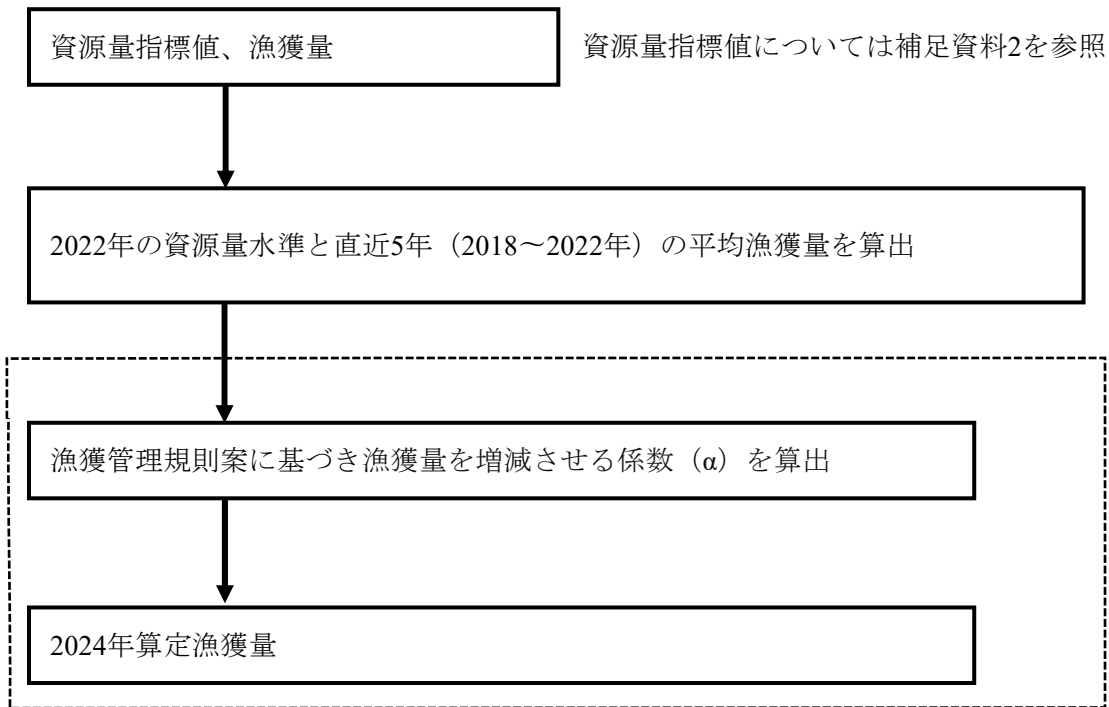 資源量指標値、漁獲量
資源量指標値については補足資料2を参照
2022年の資源量水準と直近5年（2018～2022年）の平均漁獲量を算出
漁獲管理規則案に基づき漁獲量を増減させる係数（α）を算出
2024年算定漁獲量